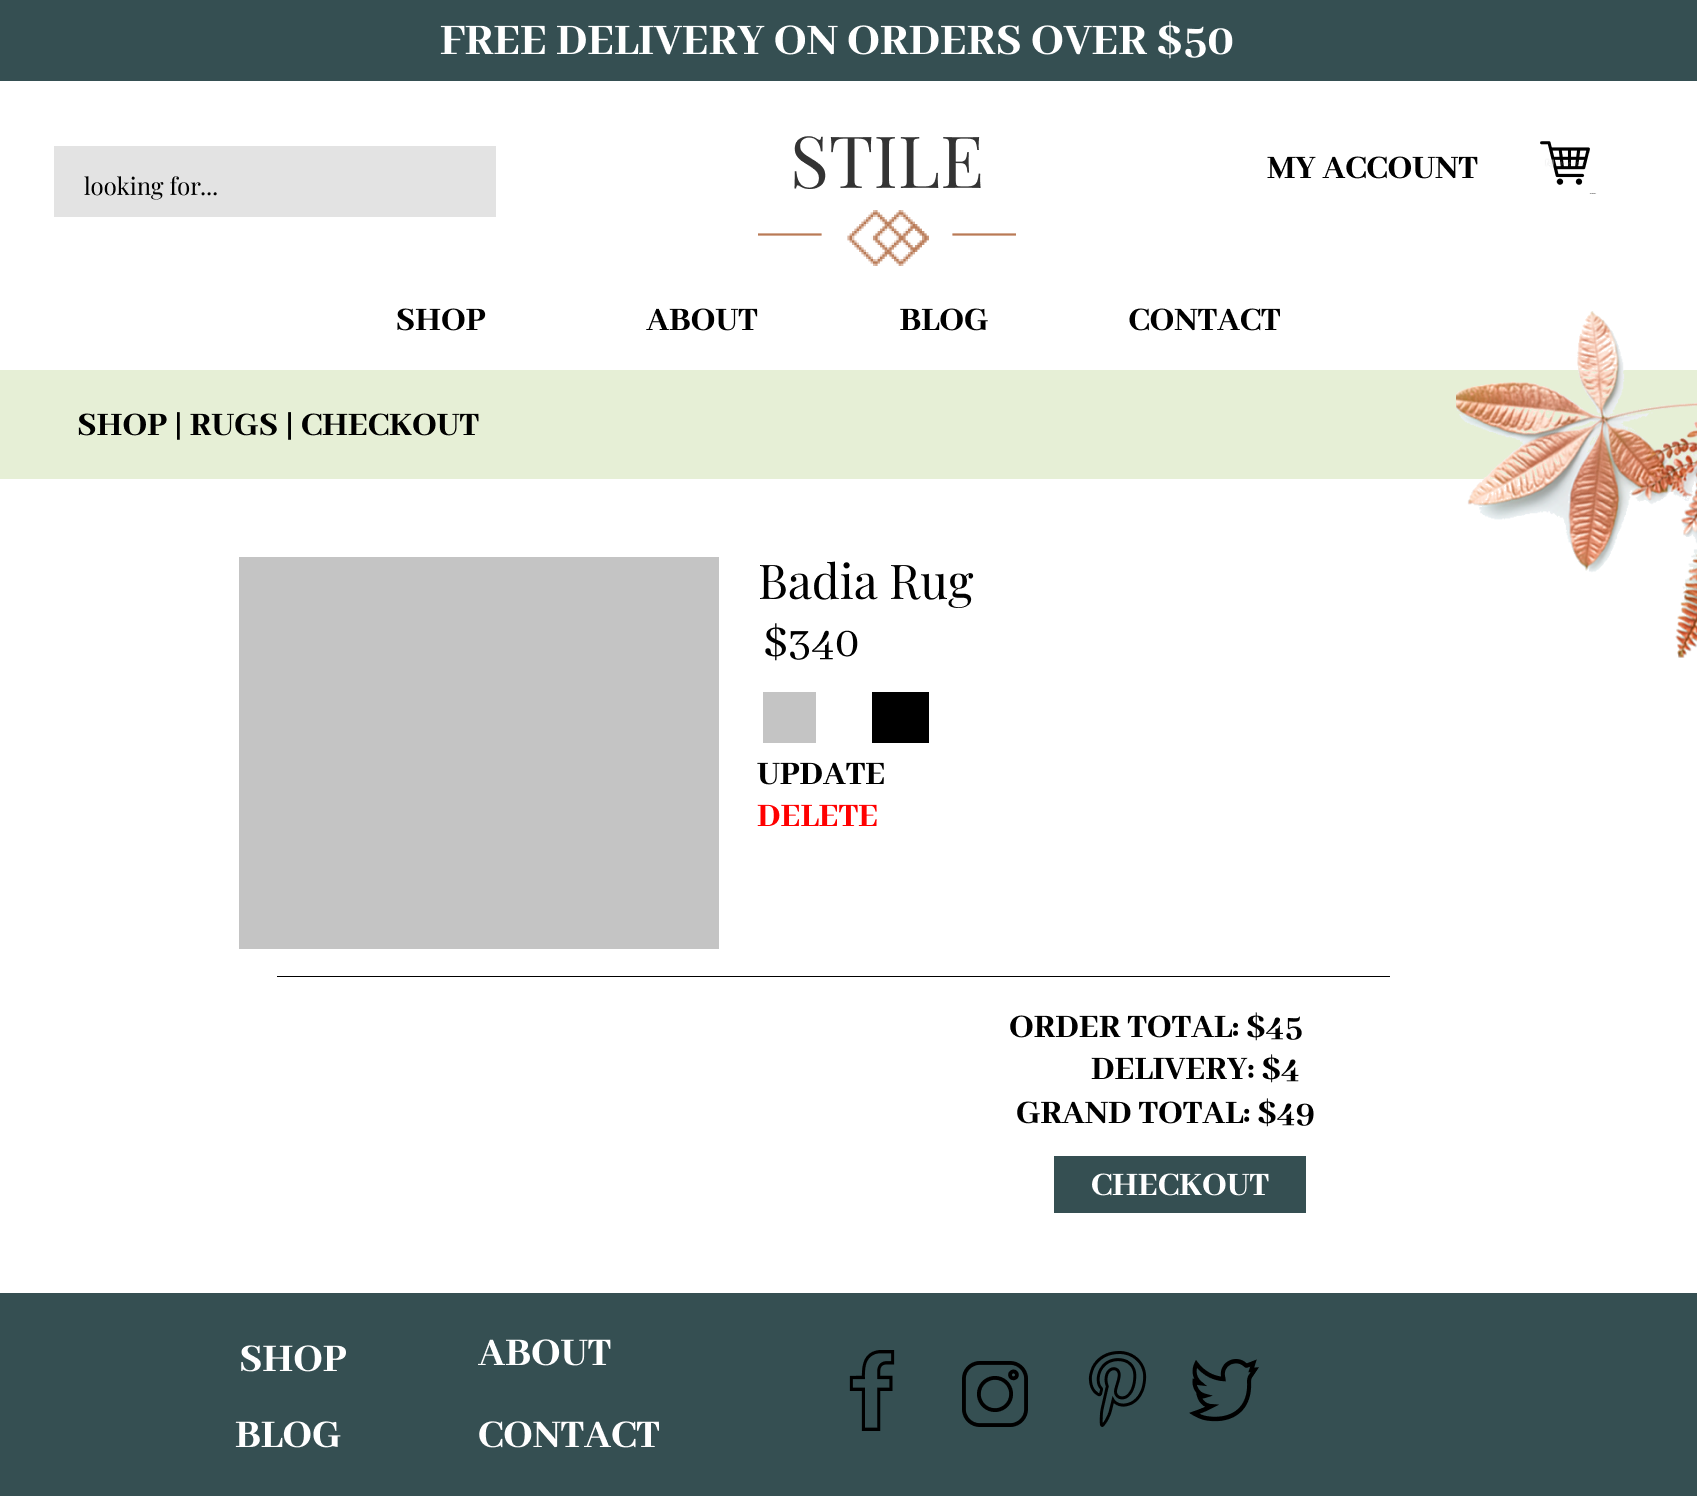 FREE DELIVERY ON ORDERS OVER $50
looking for...
STILE
MY ACCOUNT
SHOP ABOUT BLOG CONTACT
SHOP | RUGS | CHECKOUT
Badia Rug
$340
UPDATE
DELETE
ORDER TOTAL: $45
DELIVERY: $4
GRAND TOTAL: $49
CHECKOUT
SHOP ABOUT
BLOG CONTACT